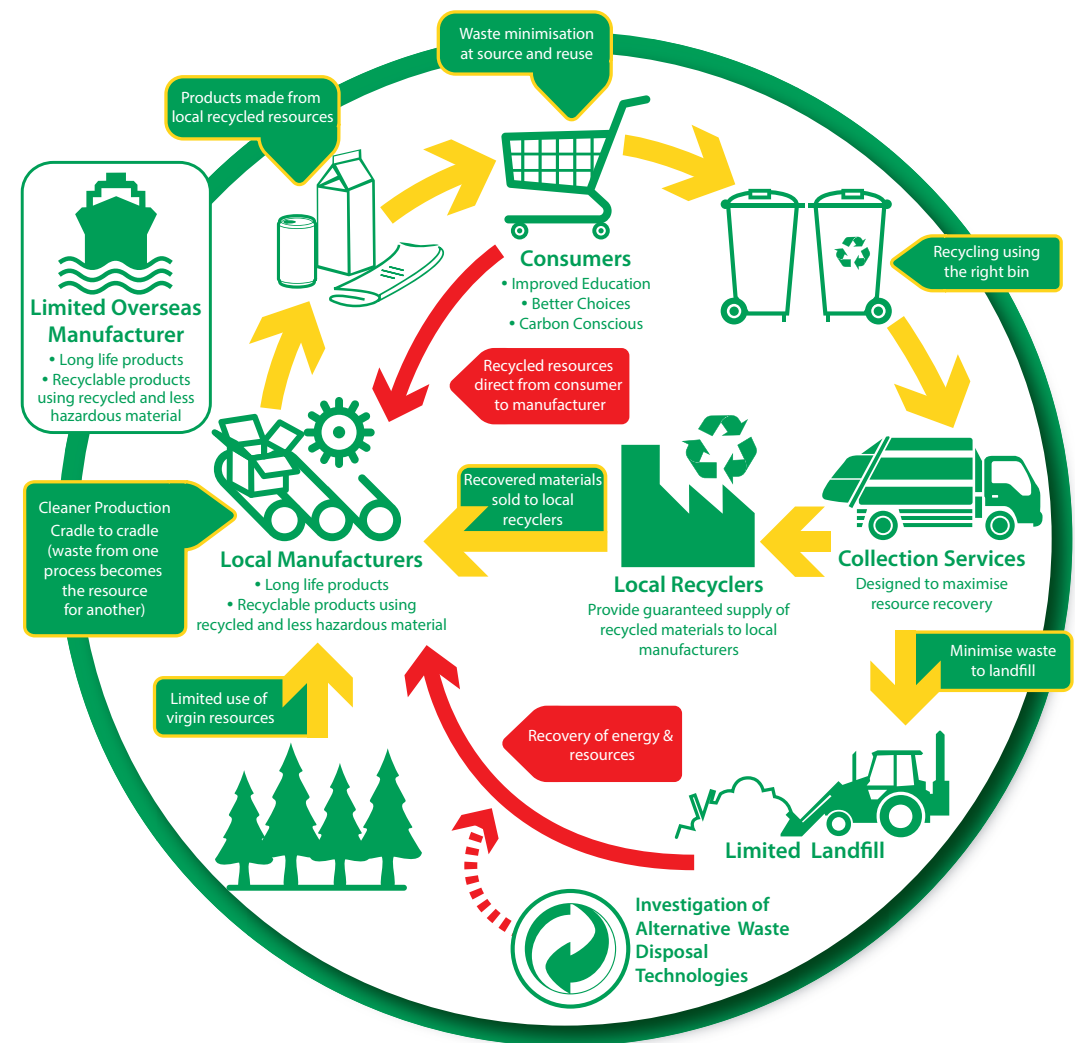 Waste minimisation
at source and reuse
Products made from
local recycled resources
Limited Overseas
Manufacturer
• Long life products
• Recyclable products
using recycled and less
hazardous material
Consumers
• Improved Education
• Better Choices
• Carbon Conscious
Recycling using
the right bin
Recycled resources
direct from consumer
to manufacturer
Cleaner Production
Cradle to cradle
(waste from one
process becomes
the resource
for another)
Local Manufacturers
• Long life products
• Recyclable products using
recycled and less hazardous material
Recovered materials
sold to local
recyclers
Local Recyclers
Provide guaranteed supply of
recycled materials to local
manufacturers
Collection Services
Designed to maximise
resource recovery
Minimise waste
to landfill
Limited use of
virgin resources
Recovery of energy &
resources
Limited Landfill
Investigation of
Alternative Waste
Disposal
Technologies